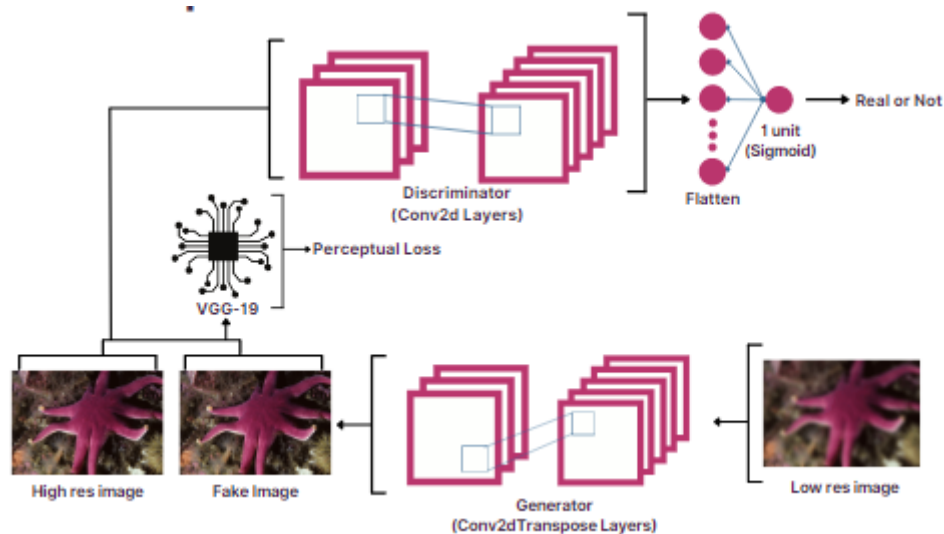 Real or Not
1 unit
(Sigmoid)
Flatten
Discriminator
(Conv2d Layers)
Perceptual Loss
VGG-19
High res image
Fake Image
Low res image
Generator
(Conv2dTranspose Layers)